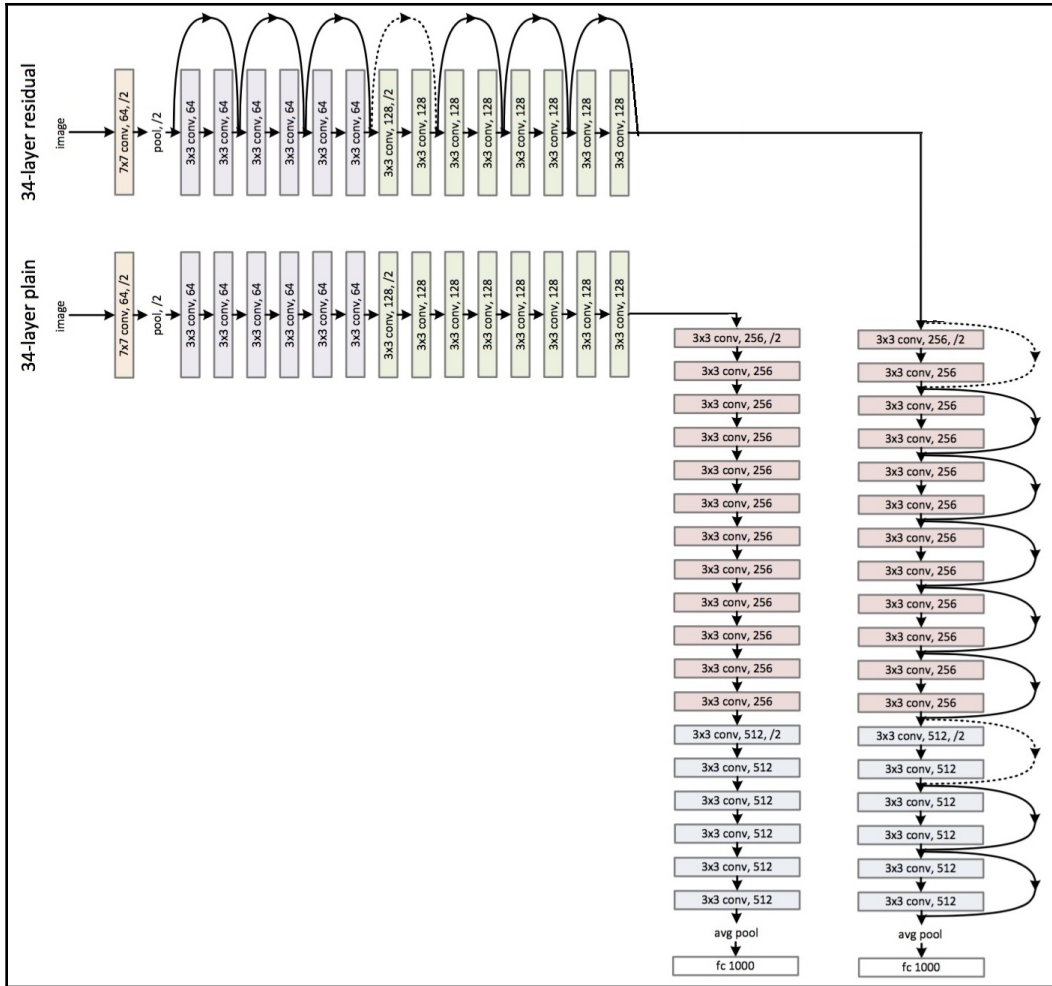 34-layer residual
image
7x7 conv, 64, /2
pool, /2
3x3 conv, 64
3x3 conv, 64
3x3 conv, 64
3x3 conv, 64
3x3 conv, 64
3x3 conv, 64
3x3 conv, 128, /2
3x3 conv, 128
3x3 conv, 128
3x3 conv, 128
3x3 conv, 128
3x3 conv, 128
3x3 conv, 128
3x3 conv, 128
34-layer plain
image
7x7 conv, 64, /2
pool, /2
3x3 conv, 64
3x3 conv, 64
3x3 conv, 64
3x3 conv, 64
3x3 conv, 64
3x3 conv, 64
3x3 conv, 128, /2
3x3 conv, 128
3x3 conv, 128
3x3 conv, 128
3x3 conv, 128
3x3 conv, 128
3x3 conv, 128
3x3 conv, 128
3x3 conv, 256, /2
3x3 conv, 256
3x3 conv, 256
3x3 conv, 256
3x3 conv, 256
3x3 conv, 256
3x3 conv, 256
3x3 conv, 256
3x3 conv, 256
3x3 conv, 256
3x3 conv, 256
3x3 conv, 256
3x3 conv, 512, /2
3x3 conv, 512
3x3 conv, 512
3x3 conv, 512
3x3 conv, 512
3x3 conv, 512
avg pool
fc 1000
3x3 conv, 256, /2
3x3 conv, 256
3x3 conv, 256
3x3 conv, 256
3x3 conv, 256
3x3 conv, 256
3x3 conv, 256
3x3 conv, 256
3x3 conv, 256
3x3 conv, 256
3x3 conv, 256
3x3 conv, 256
3x3 conv, 512, /2
3x3 conv, 512
3x3 conv, 512
3x3 conv, 512
3x3 conv, 512
3x3 conv, 512
avg pool
fc 1000